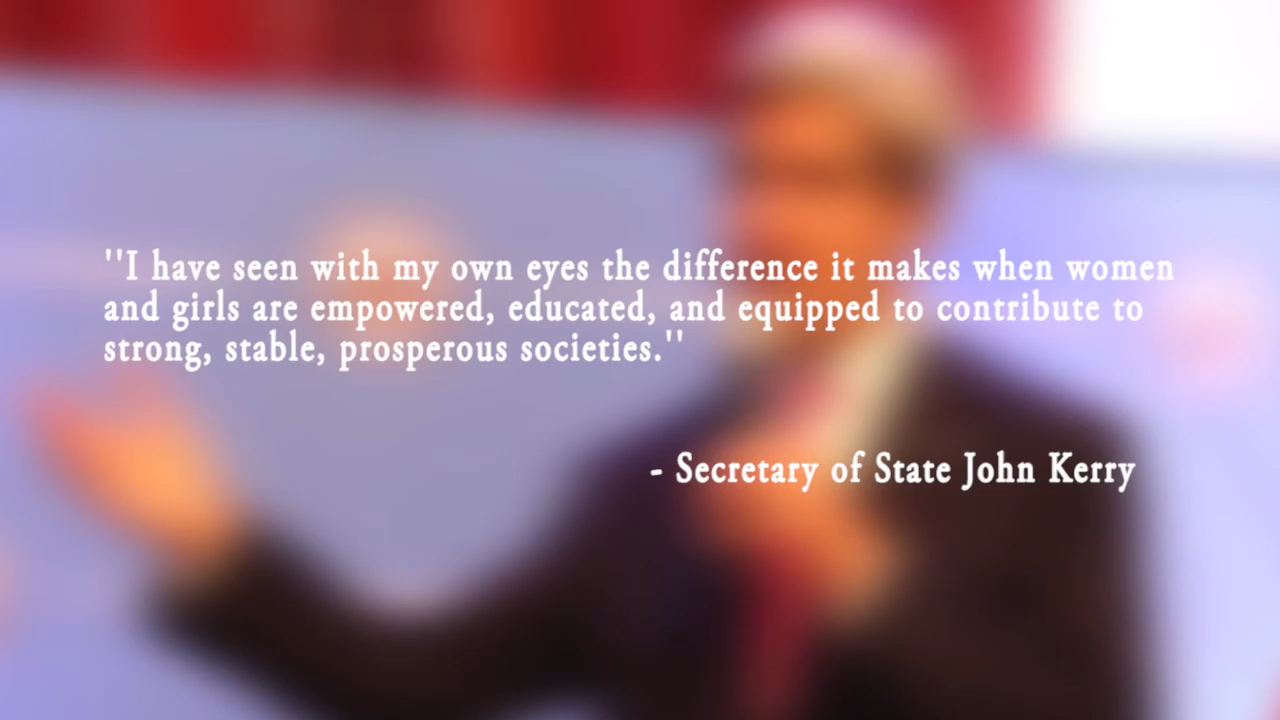 ''I have seen with my own eyes the difference it makes when women
and girls are empowered, educated, and equipped to contribute to
strong, stable, prosperous societies.''
- Secretary of State John Kerry